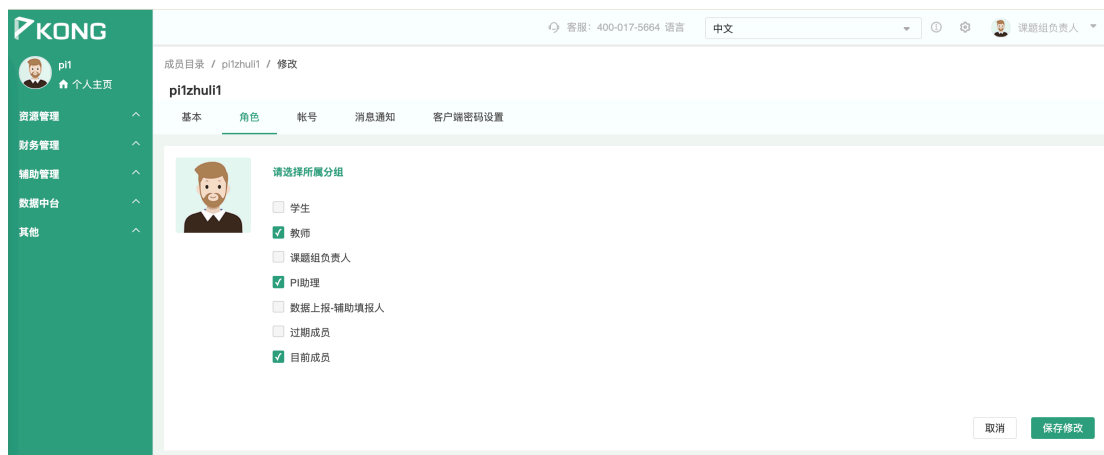 PKONG
客服：400-017-5664 语言
中文
课题组负责人
pi1
个人主页
资源管理
财务管理
辅助管理
数据中台
其他
成员目录 / pi1zhuli1 / 修改
pi1zhuli1
基本 角色 帐号 消息通知 客户端密码设置
请选择所属分组
学生
教师
课题组负责人
PI助理
数据上报-辅助填报人
过期成员
目前成员
取消 保存修改